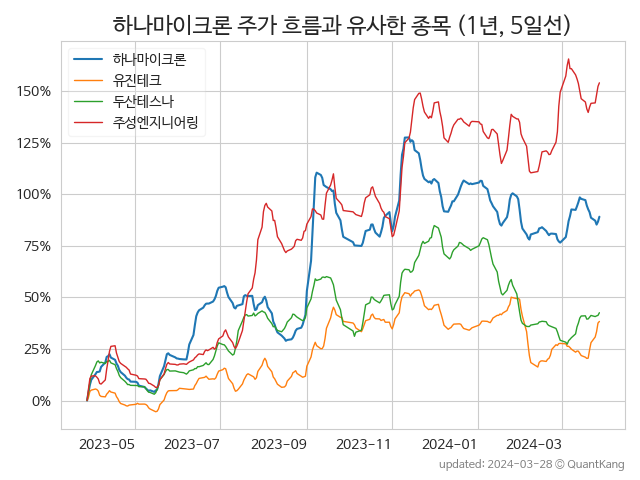 하나마이크론 주가 흐름과 유사한 종목 (1년, 5일선)
하나마이크론
유진테크
두산테스나
주성엔지니어링
150%
125%
100%
75%
50%
25%
0%
2023-05 2023-07 2023-09 2023-11 2024-01 2024-03
updated: 2024-03-28 © QuantKang